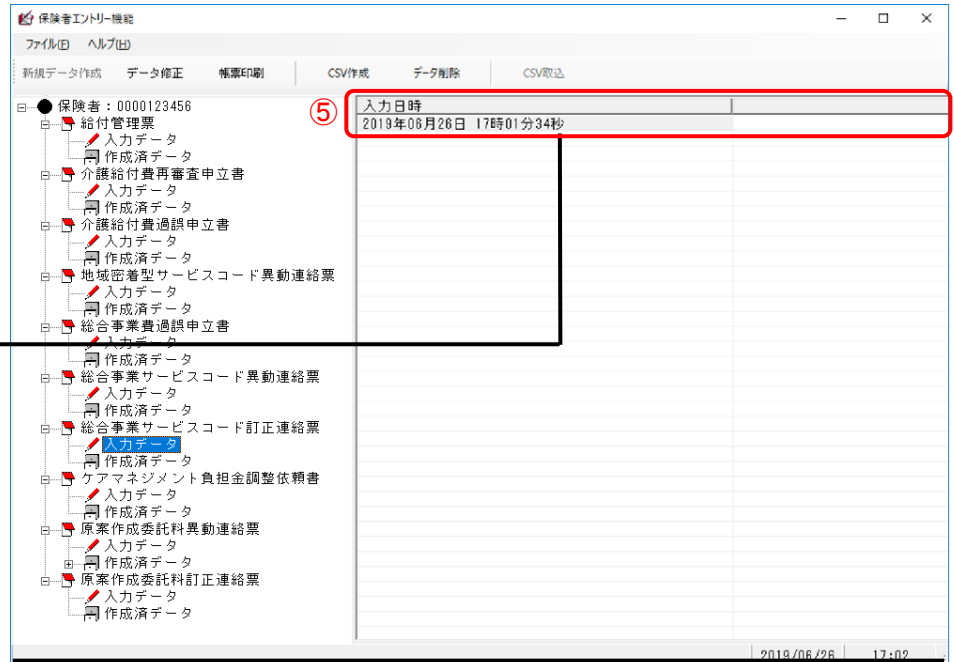 保険者エントリー機能
ファイル(F) ヘルプ(H)
新規データ作成 データ修正 帳票印刷 CSV作成 データ削除 CSV取込
保険者：0000123456
給付管理票
入力データ
作成済データ
介護給付費再審査申立書
入力データ
作成済データ
介護給付費過誤申立書
入力データ
作成済データ
地域密着型サービスコード異動連絡票
入力データ
作成済データ
総合事業費過誤申立書
入力データ
作成済データ
総合事業サービスコード異動連絡票
入力データ
作成済データ
総合事業サービスコード訂正連絡票
入力データ
作成済データ
ケアマネジメント負担金調整依頼書
入力データ
作成済データ
原案作成委託料異動連絡票
入力データ
作成済データ
原案作成委託料訂正連絡票
入力データ
作成済データ
⑤
入力日時
2019年06月26日 17時01分34秒
2019/06/26 17:02